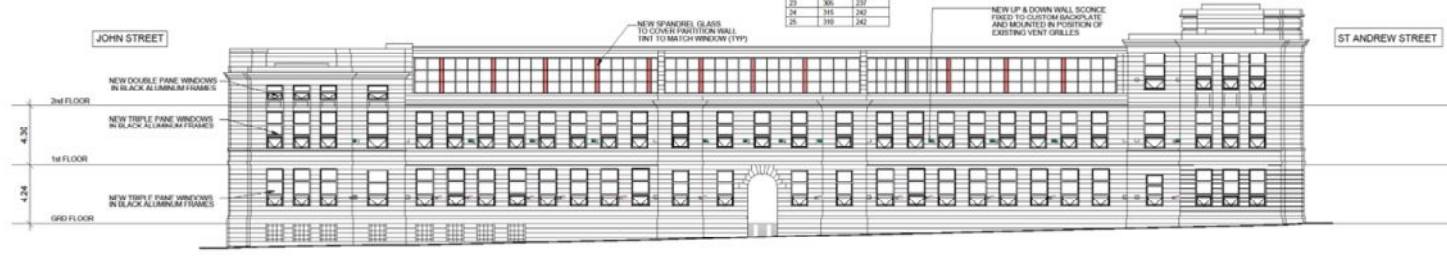 23 305 237
24 315 242
25 318 242
JOHN STREET
NEW SPANDREL GLASS
TO COVER PARTITION WALL
TINT TO MATCH WINDOW (TYP)
NEW UP & DOWN WALL SCONCE
FIXED TO CUSTOM BACKPLATE
AND MOUNTED IN POSITION OF
EXISTING VENT GRILLES
ST ANDREW STREET
NEW DOUBLE PANE WINDOWS
IN BLACK ALUMINUM FRAMES
2nd FLOOR
NEW TRIPLE PANE WINDOWS
IN BLACK ALUMINUM FRAMES
4.30
1st FLOOR
NEW TRIPLE PANE WINDOWS
IN BLACK ALUMINUM FRAMES
4.24
GRD FLOOR